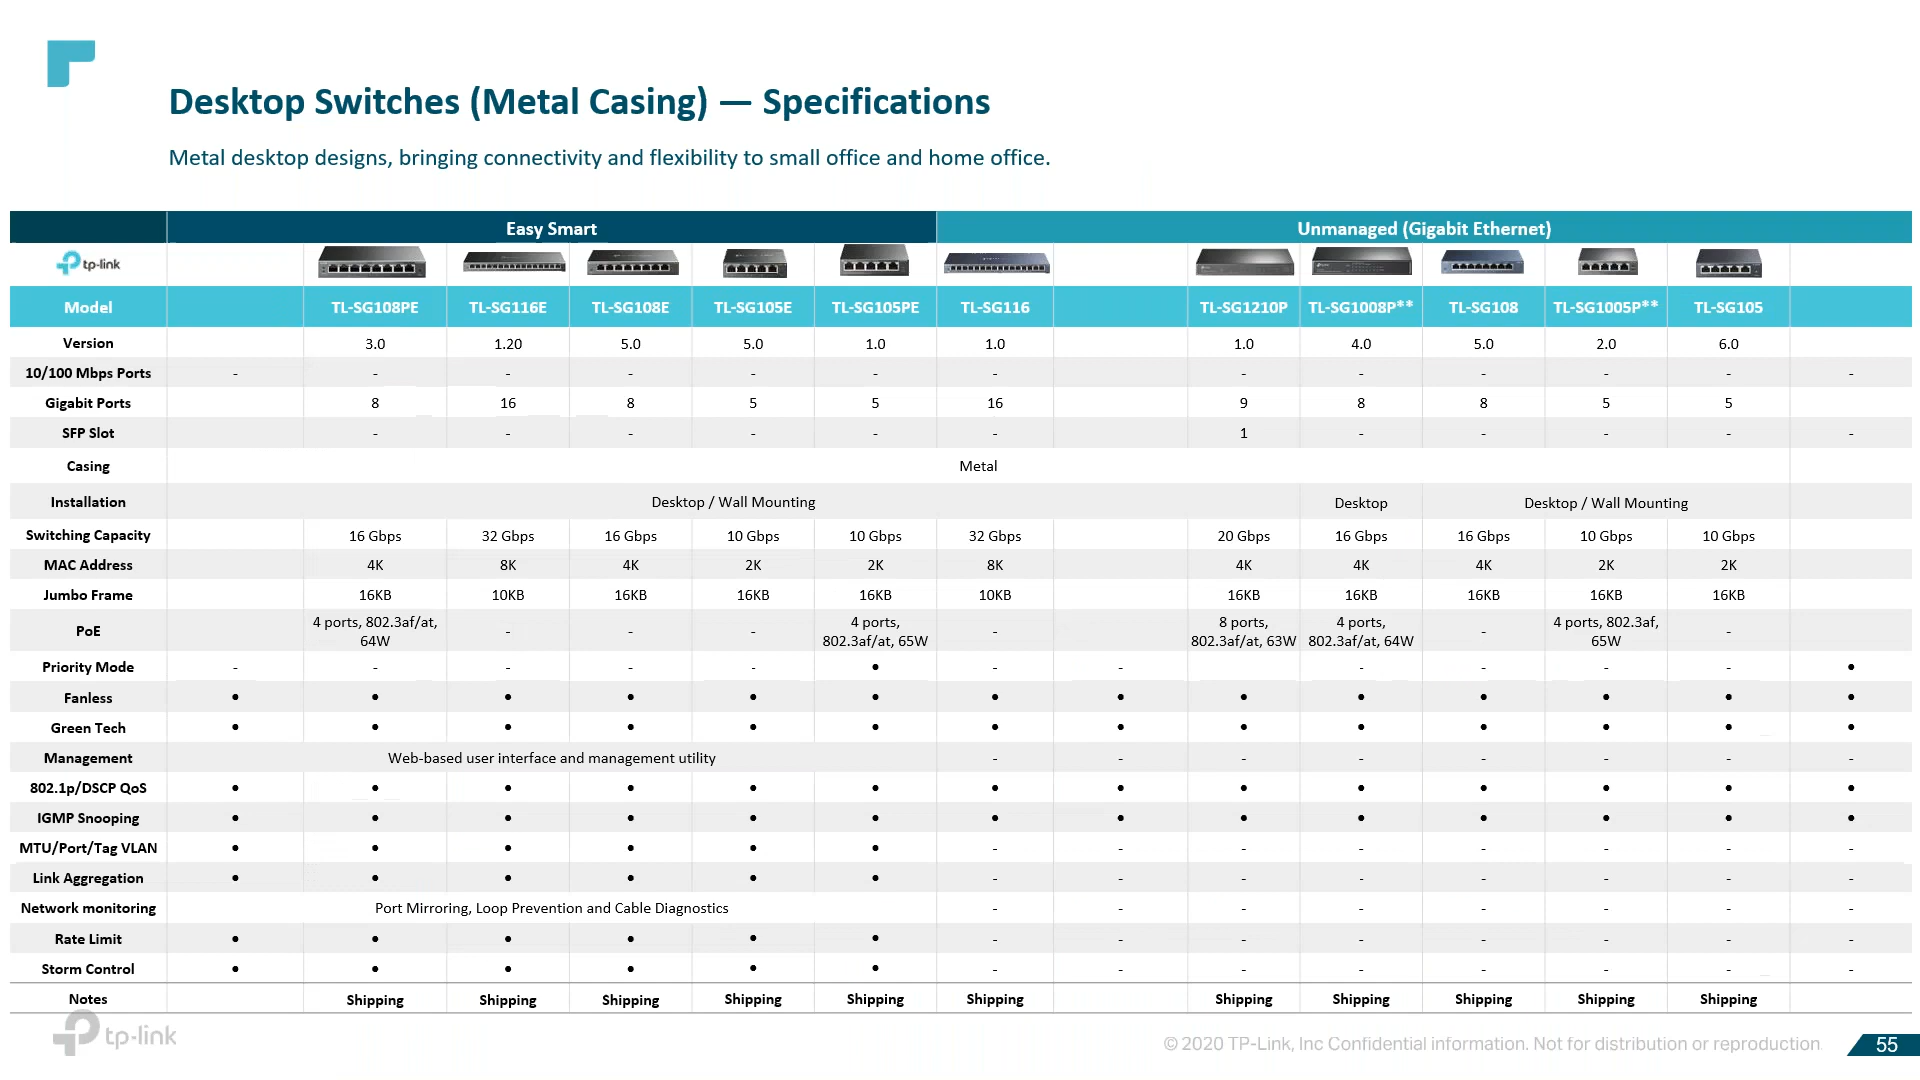 Desktop Switches (Metal Casing) — Specifications
Metal desktop designs, bringing connectivity and flexibility to small office and home office.
Easy Smart Unmanaged (Gigabit Ethernet)
tp-link
Model TL-SG108PE TL-SG116E TL-SG108E TL-SG105E TL-SG105PE TL-SG116 TL-SG1210P TL-SG1008P** TL-SG108 TL-SG1005P** TL-SG105
Version 3.0 1.20 5.0 5.0 1.0 1.0 1.0 4.0 5.0 2.0 6.0
10/100 Mbps Ports - - - - - - - - - - - - -
Gigabit Ports 8 16 8 5 5 16 9 8 8 5 5
SFP Slot - - - - - - 1 - - - - -
Casing Metal
Installation Desktop / Wall Mounting Desktop Desktop / Wall Mounting
Switching Capacity 16 Gbps 32 Gbps 16 Gbps 10 Gbps 10 Gbps 32 Gbps 20 Gbps 16 Gbps 16 Gbps 10 Gbps 10 Gbps
MAC Address 4K 8K 4K 2K 2K 8K 4K 4K 4K 2K 2K
Jumbo Frame 16KB 10KB 16KB 16KB 16KB 10KB 16KB 16KB 16KB 16KB 16KB
PoE 4 ports, 802.3af/at, 64W - - - 4 ports, 802.3af/at, 65W - 8 ports, 802.3af/at, 63W 4 ports, 802.3af/at, 64W - 4 ports, 802.3af, 65W -
Priority Mode - - - - - • - - - - - - •
Fanless • • • • • • • • • • • • • •
Green Tech • • • • • • • • • • • • • •
Management Web-based user interface and management utility - - - - - - - -
802.1p/DSCP QoS • • • • • • • • • • • • • •
IGMP Snooping • • • • • • • • • • • • • •
MTU/Port/Tag VLAN • • • • • • - - - - - - - -
Link Aggregation • • • • • • - - - - - - - -
Network monitoring Port Mirroring, Loop Prevention and Cable Diagnostics - - - - - - - -
Rate Limit • • • • • • - - - - - - - -
Storm Control • • • • • • - - - - - - - -
Notes Shipping Shipping Shipping Shipping Shipping Shipping Shipping Shipping Shipping Shipping Shipping
tp-link
© 2020 TP-Link, Inc Confidential information. Not for distribution or reproduction.
55